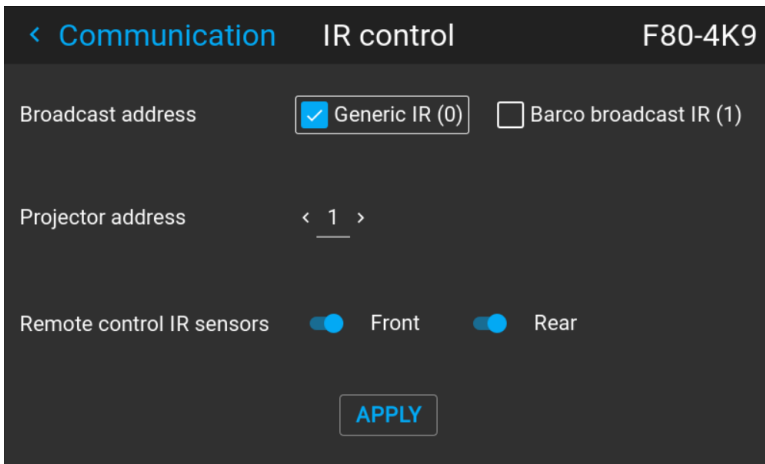 Communication IR control F80-4K9
Broadcast address Generic IR (0) Barco broadcast IR (1)
Projector address 1
Remote control IR sensors Front Rear
APPLY